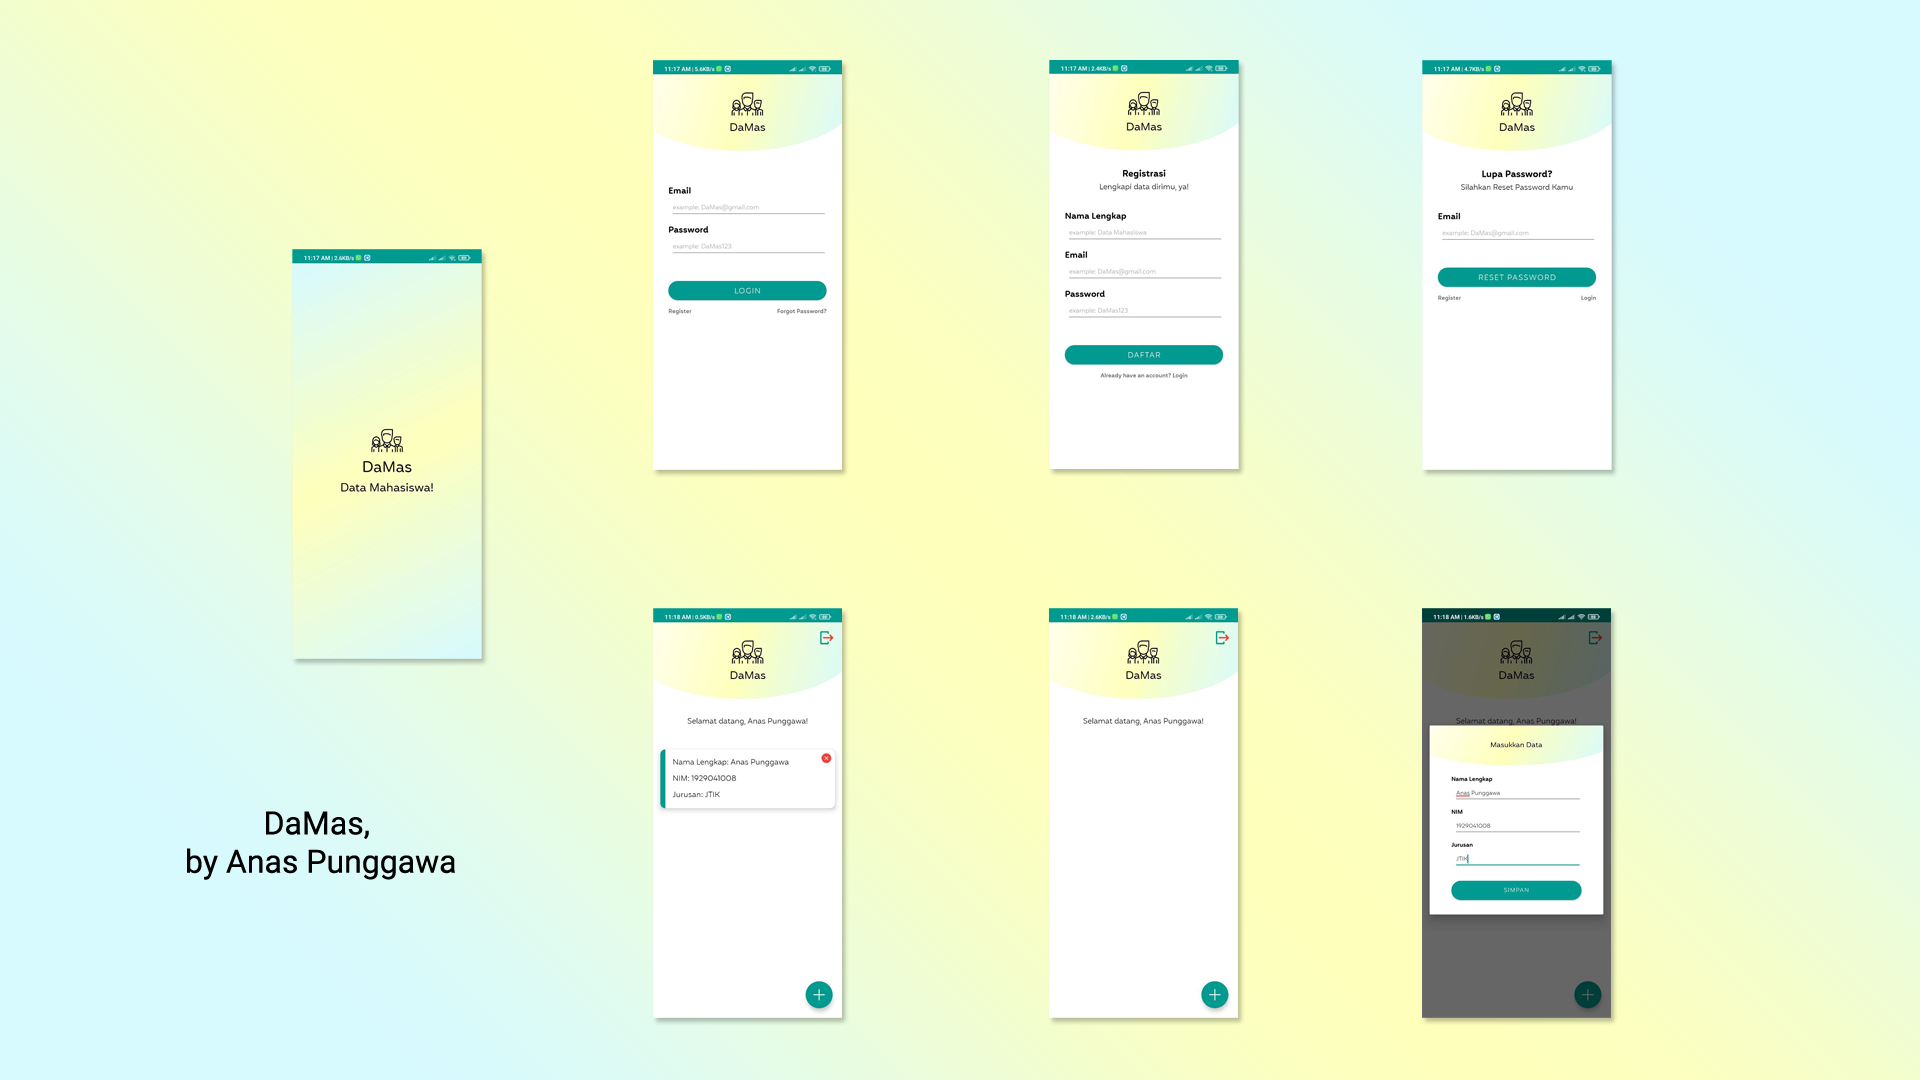 11:17 AM | 2.6KB/s
DaMas
Data Mahasiswa!
DaMas,
by Anas Punggawa
11:17 AM | 5.6KB/s
DaMas
Email
example: DaMas@gmail.com
Password
example: DaMas123
LOGIN
Register
Forgot Password?
11:17 AM | 2.4KB/s
DaMas
Registrasi
Lengkapi data dirimu, ya!
Nama Lengkap
example: Data Mahasiswa
Email
example: DaMas@gmail.com
Password
example: DaMas123
DAFTAR
Already have an account? Login
11:17 AM | 4.7KB/s
DaMas
Lupa Password?
Silahkan Reset Password Kamu
Email
example: DaMas@gmail.com
RESET PASSWORD
Register
Login
11:18 AM | 0.5KB/s
DaMas
Selamat datang, Anas Punggawa!
Nama Lengkap: Anas Punggawa
NIM: 1929041008
Jurusan: JTIK
11:18 AM | 2.6KB/s
DaMas
Selamat datang, Anas Punggawa!
11:18 AM | 1.6KB/s
DaMas
Selamat datang, Anas Punggawa!
Masukkan Data
Nama Lengkap
Anas Punggawa
NIM
1929041008
Jurusan
JTIK
SIMPAN